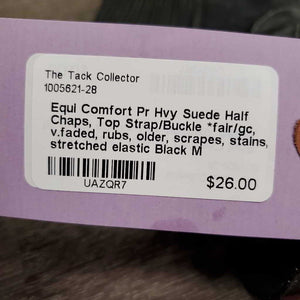 The Tack Collector
1005621-28
Equi Comfort Pr Hvy Suede Half
Chaps, Top Strap/Buckle *fair/gc,
v.faded, rubs, older, scrapes, stains,
stretched elastic Black M
UAZQR7
$26.00